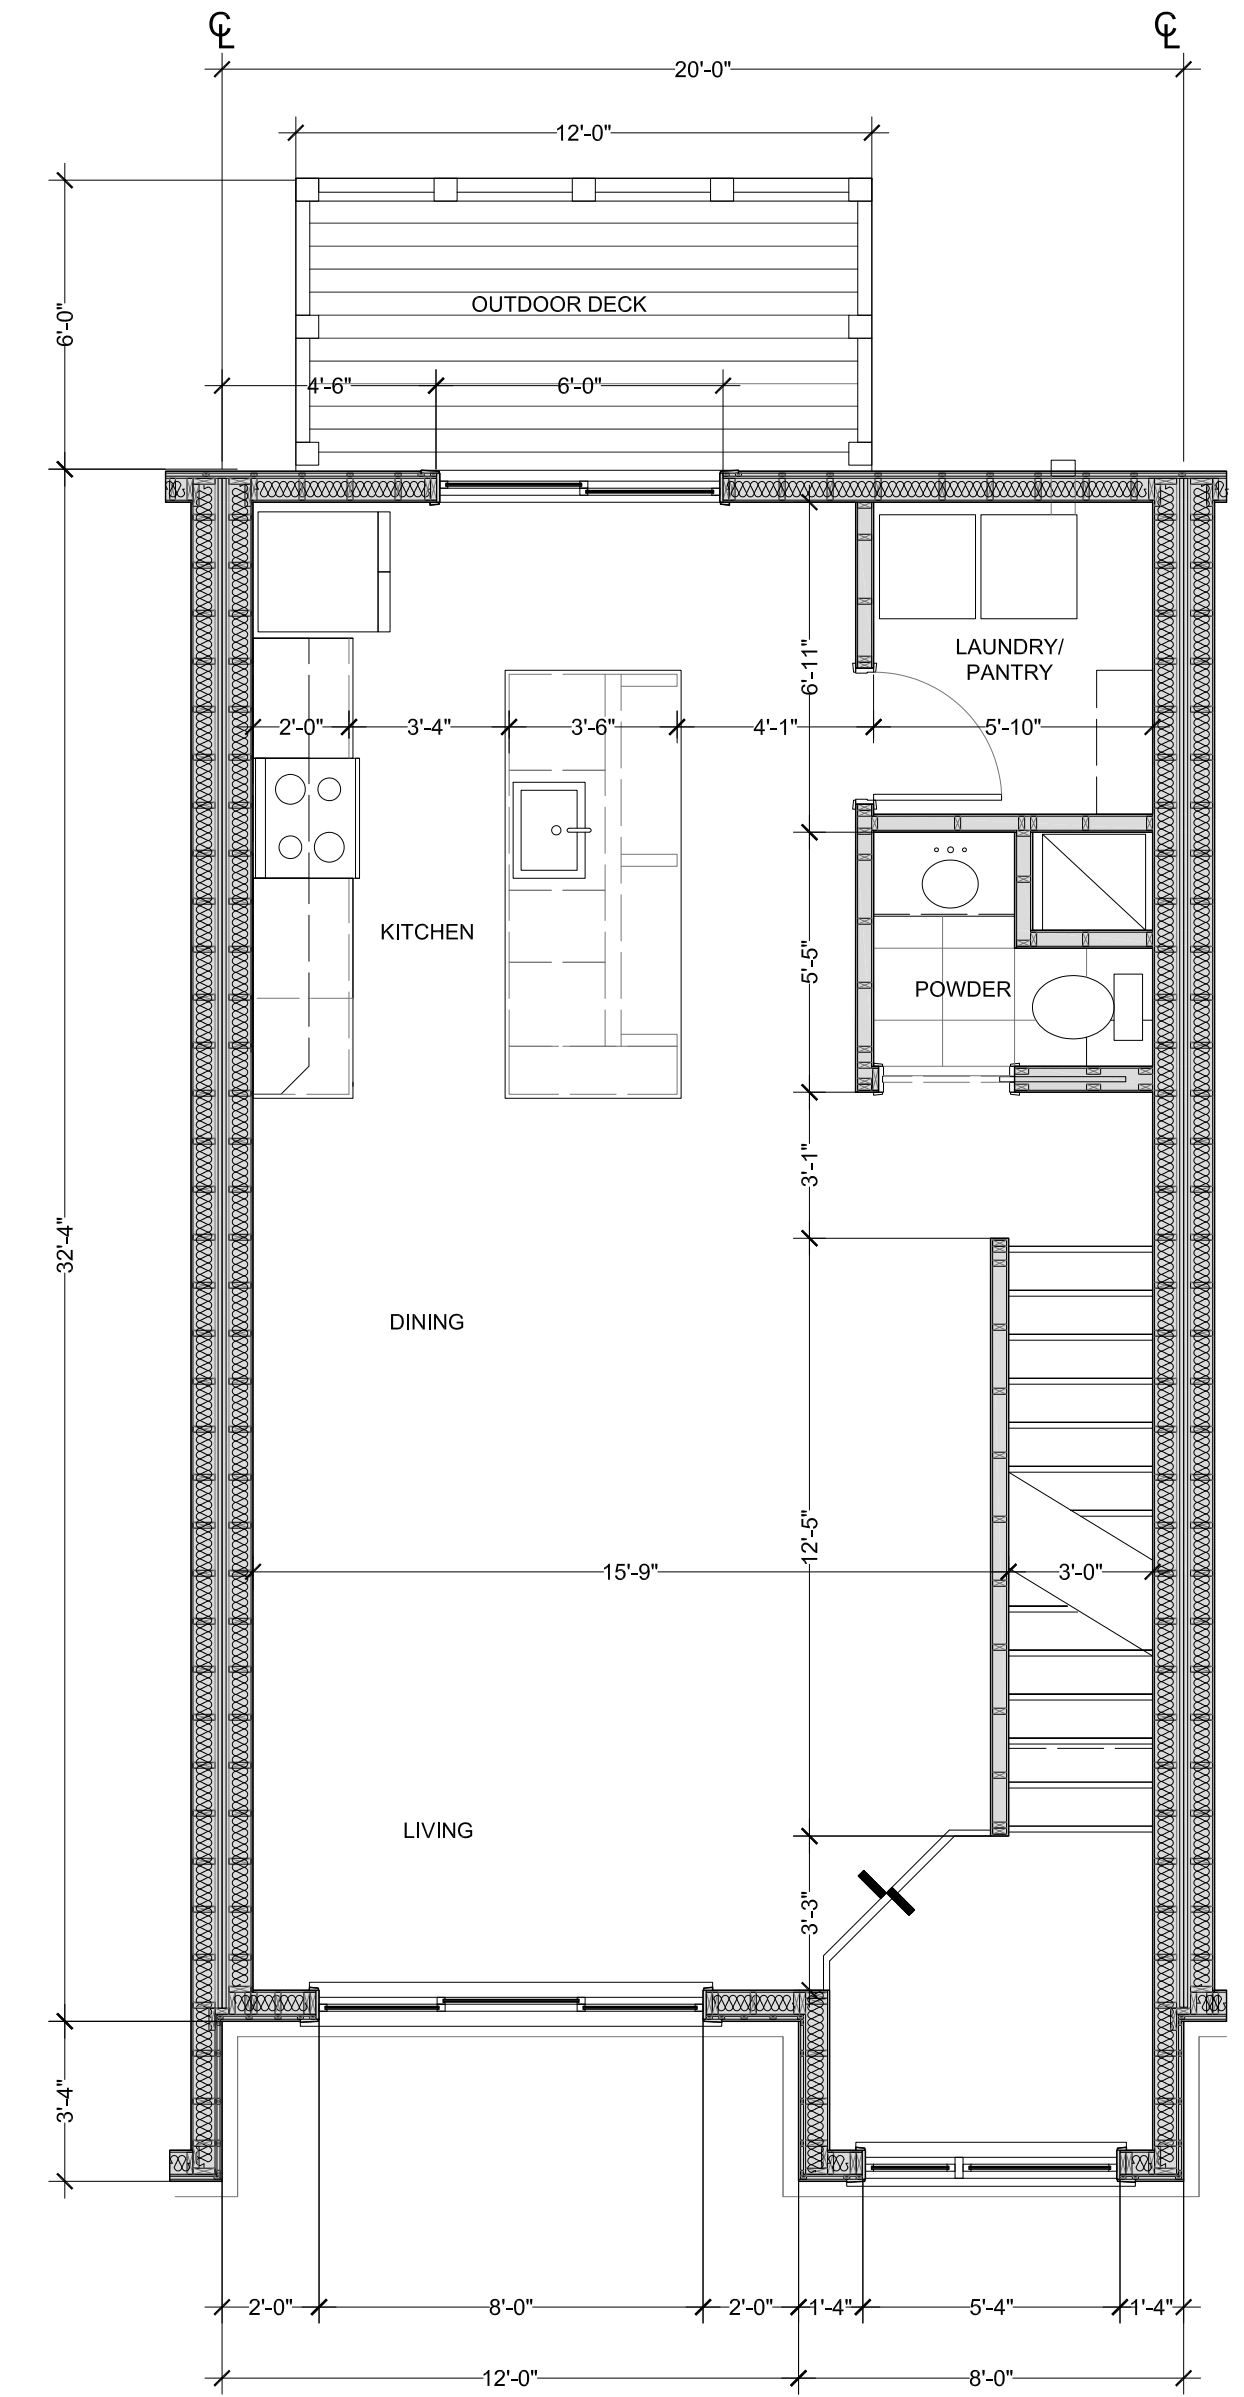 ℄ ℄
20'-0"
12'-0"
6'-0"
OUTDOOR DECK
4'-6" 6'-0"
LAUNDRY/
PANTRY
6'-11"
2'-0" 3'-4" 3'-6" 4'-1" 5'-10"
KITCHEN
5'-5"
POWDER
3'-1"
32'-4"
DINING
12'-5"
15'-9" 3'-0"
LIVING
3'-3"
3'-4"
2'-0" 8'-0" 2'-0" 1'-4" 5'-4" 1'-4"
12'-0" 8'-0"